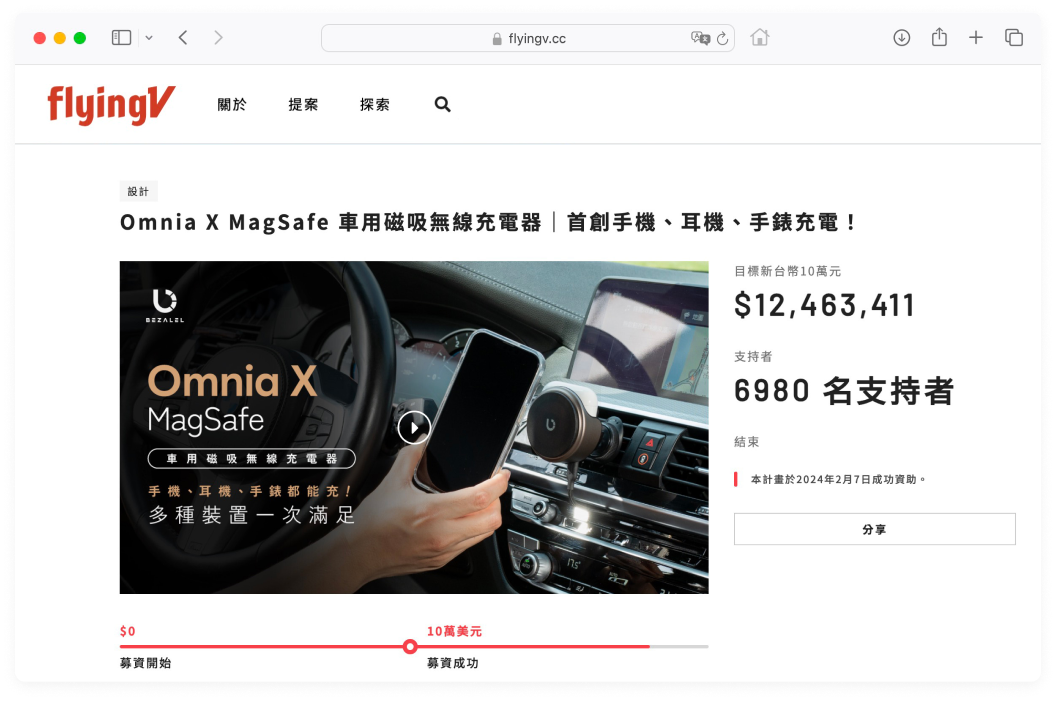 flyingv.cc
flyingV
關於
提案
探索
設計
Omnia X MagSafe 車用磁吸無線充電器｜首創手機、耳機、手錶充電！
BEZALEL
Omnia X
MagSafe
車用磁吸無線充電器
手機、耳機、手錶都能充！
多種裝置一次滿足
目標新台幣10萬元
$12,463,411
支持者
6980 名支持者
結束
本計畫於2024年2月7日成功資助。
分享
$0
10萬美元
募資開始
募資成功